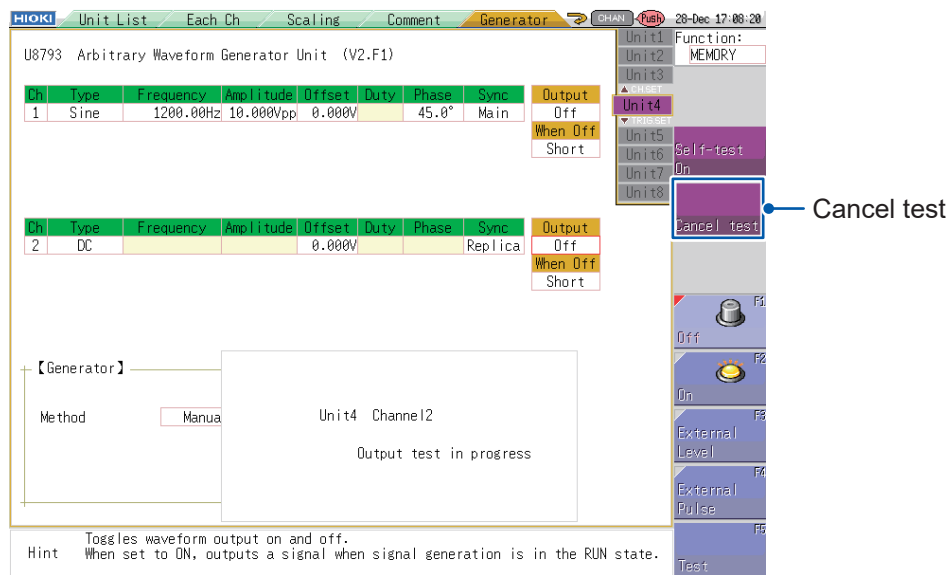 HIOKI Unit List Each Ch Scaling Comment Generator CHAN Push 28-Dec 17:08:20
U8793 Arbitrary Waveform Generator Unit (V2.F1)
Unit1
Unit2
Unit3
▲CH.SET
Unit4
▼TRIG.SET
Unit5
Unit6
Unit7
Unit8
Function:
MEMORY
Ch Type Frequency Amplitude Offset Duty Phase Sync Output
1 Sine 1200.00Hz 10.000Vpp 0.000V 45.0° Main Off
When Off
Short
Self-test
On
Cancel test
Cancel test
Ch Type Frequency Amplitude Offset Duty Phase Sync Output
2 DC 0.000V Replica Off
When Off
Short
【Generator】
Method Manua
Unit4 Channel2
Output test in progress
F1
Off
F2
On
F3
External
Level
F4
External
Pulse
F5
Test
Hint Toggles waveform output on and off.
When set to ON, outputs a signal when signal generation is in the RUN state.